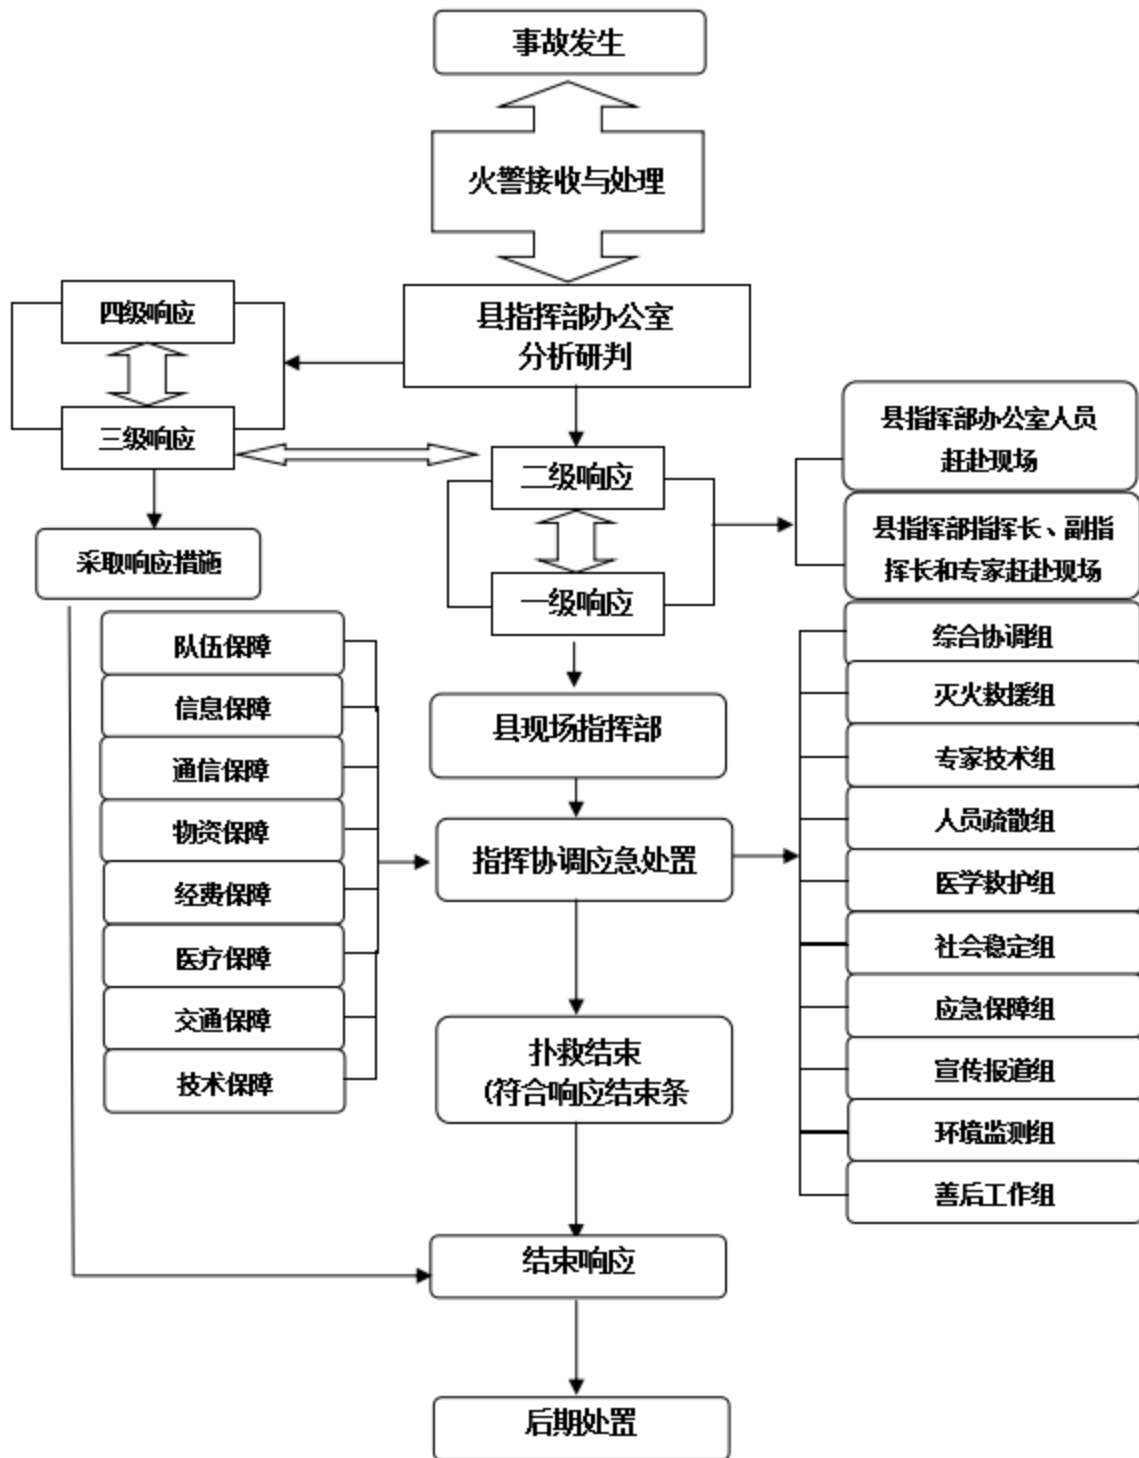 事故发生
火警接收与处理
县指挥部办公室
分析研判
四级响应
三级响应
采取响应措施
二级响应
一级响应
县指挥部办公室人员
赶赴现场
县指挥部指挥长、副指
挥长和专家赶赴现场
队伍保障
信息保障
通信保障
物资保障
经费保障
医疗保障
交通保障
技术保障
县现场指挥部
指挥协调应急处置
综合协调组
灭火救援组
专家技术组
人员疏散组
医学救护组
社会稳定组
应急保障组
宣传报道组
环境监测组
善后工作组
扑救结束
(符合响应结束条
结束响应
后期处置